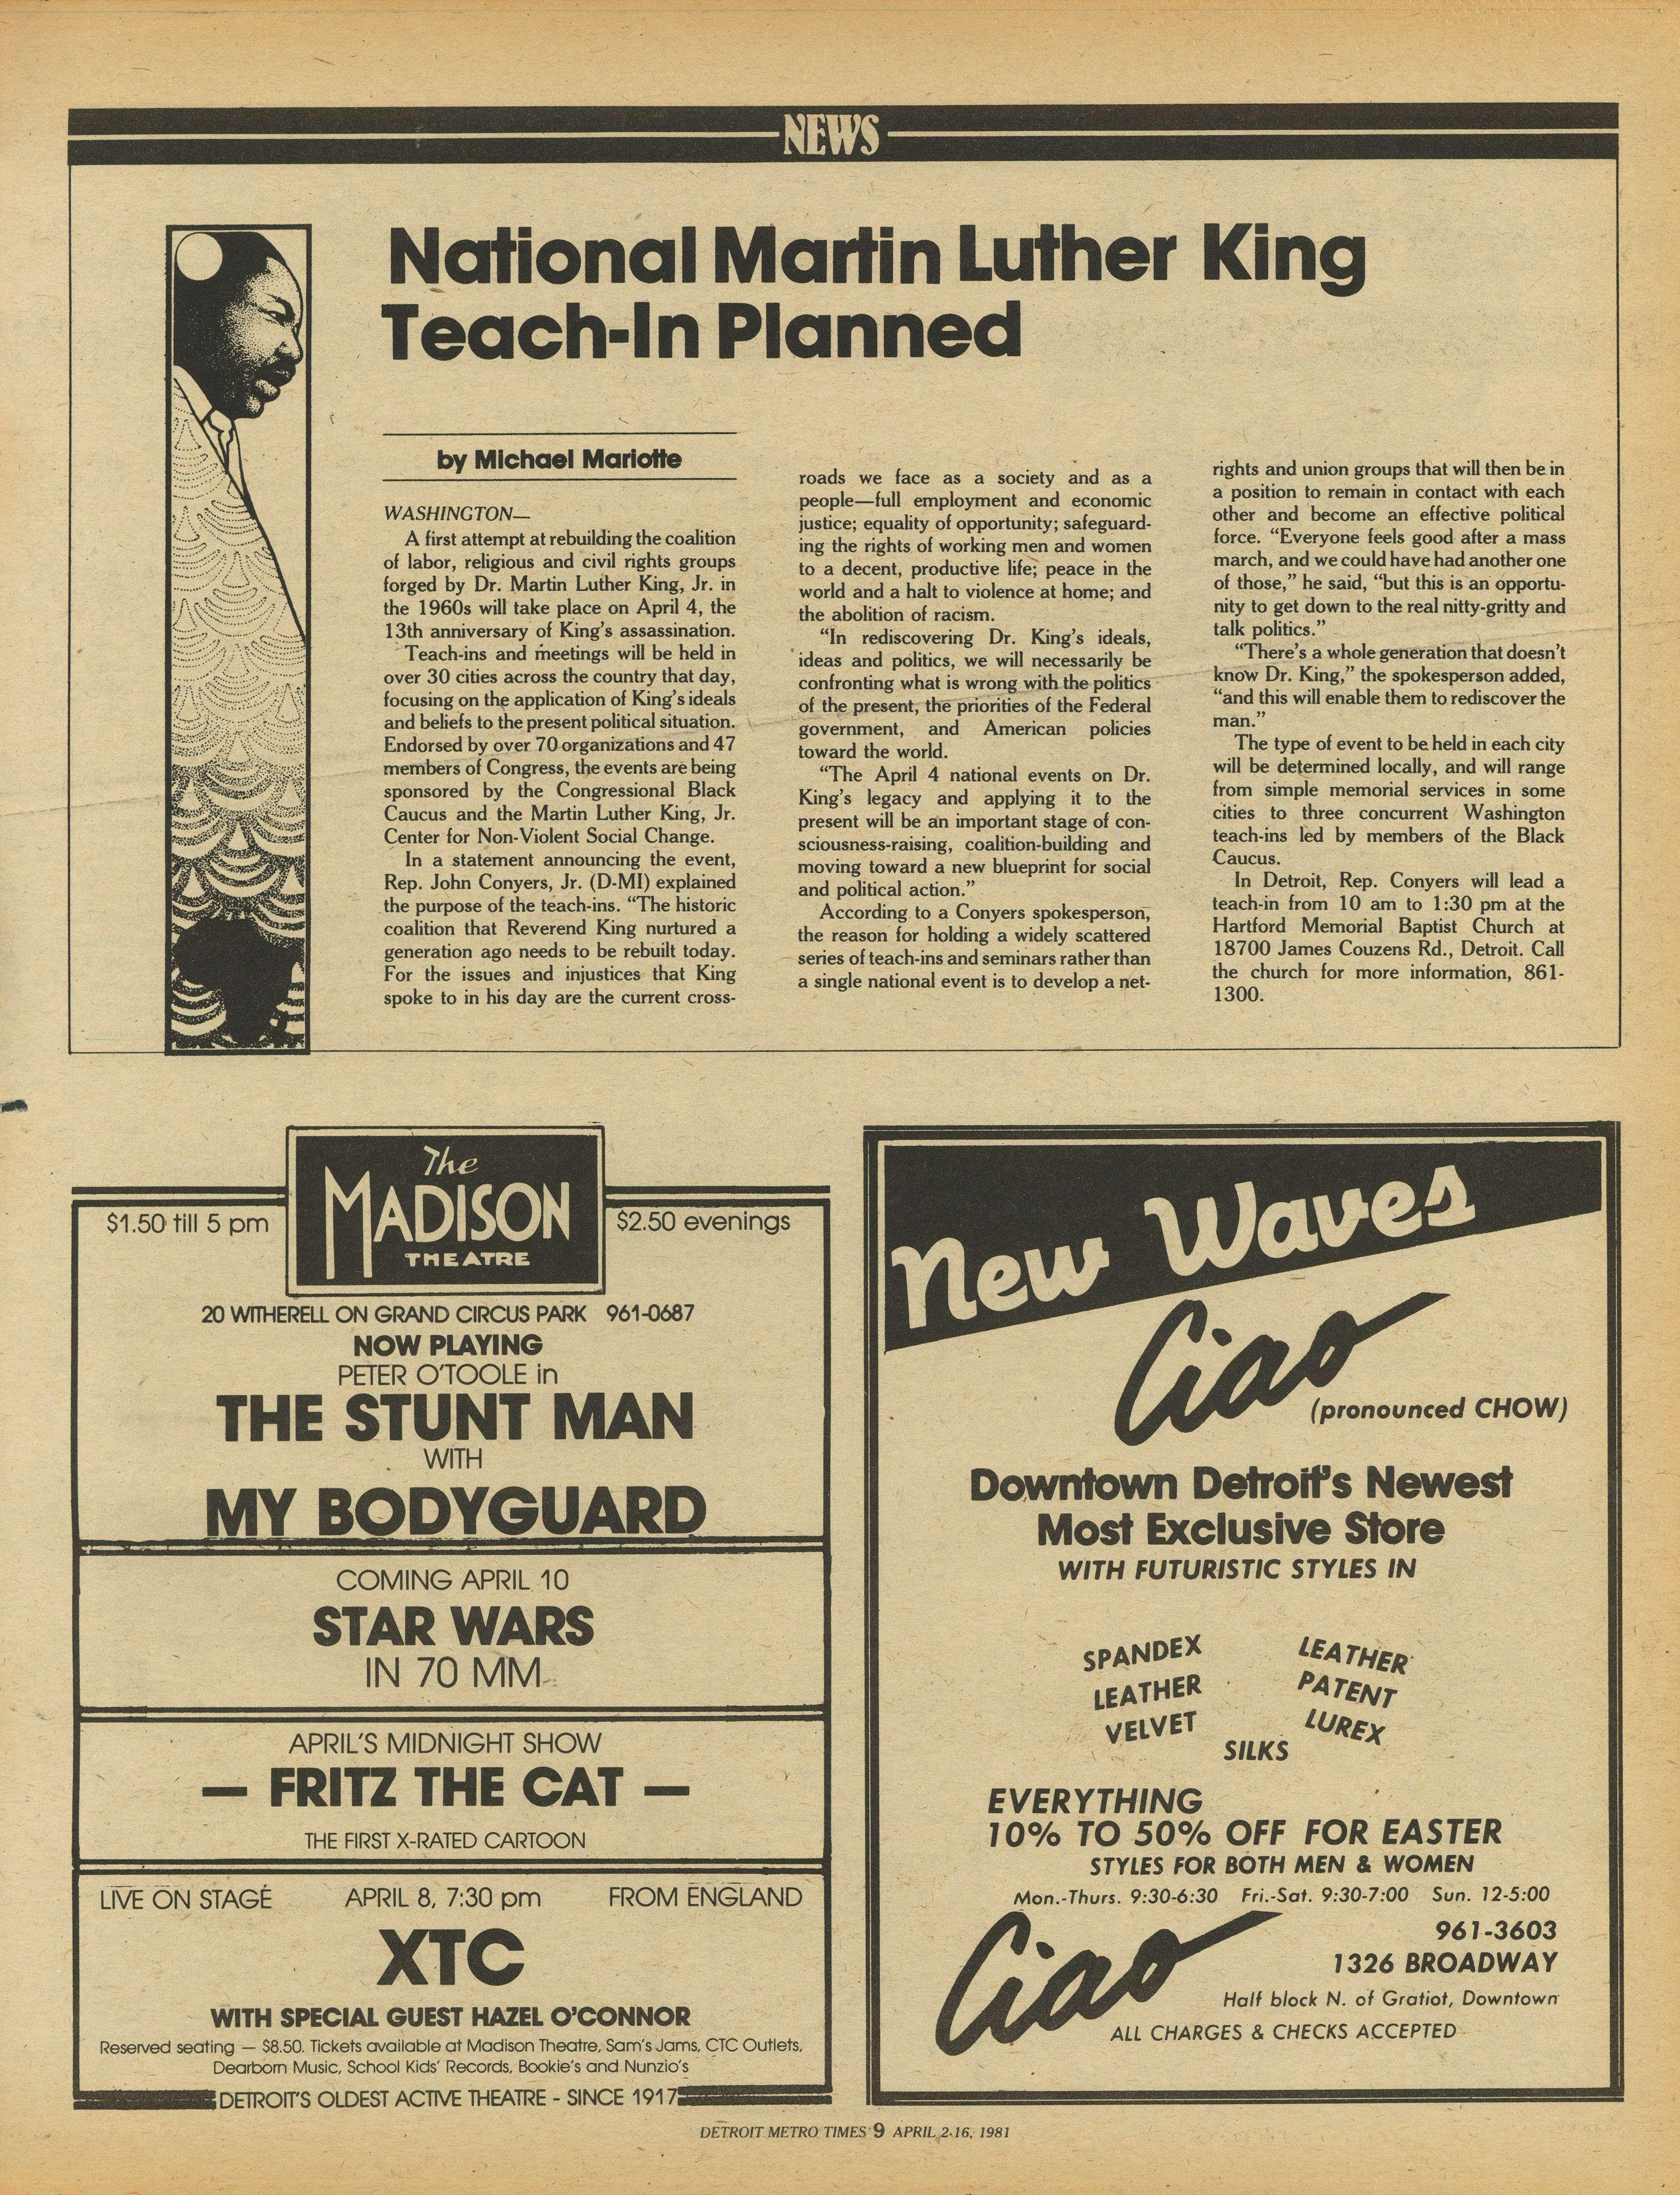 NEWS
National Martin Luther King
Teach-In Planned
by Michael Mariotte
WASHINGTON—
A first attempt at rebuilding the coalition
of labor, religious and civil rights groups
forged by Dr. Martin Luther King, Jr. in
the 1960s will take place on April 4, the
13th anniversary of King's assassination.
Teach-ins and meetings will be held in
over 30 cities across the country that day,
focusing on the application of King's ideals
and beliefs to the present political situation.
Endorsed by over 70 organizations and 47
members of Congress, the events are being
sponsored by the Congressional Black
Caucus and the Martin Luther King, Jr.
Center for Non-Violent Social Change.
In a statement announcing the event,
Rep. John Conyers, Jr. (D-MI) explained
the purpose of the teach-ins. “The historic
coalition that Reverend King nurtured a
generation ago needs to be rebuilt today.
For the issues and injustices that King
spoke to in his day are the current cross-
roads we face as a society and as a
people—full employment and economic
justice; equality of opportunity; safeguard-
ing the rights of working men and women
to a decent, productive life; peace in the
world and a halt to violence at home; and
the abolition of racism.
“In rediscovering Dr. King's ideals,
ideas and politics, we will necessarily be
confronting what is wrong with the politics
of the present, the priorities of the Federal
government, and American policies
toward the world.
“The April 4 national events on Dr.
King's legacy and applying it to the
present will be an important stage of con-
sciousness-raising, coalition-building and
moving toward a new blueprint for social
and political action.”
According to a Conyers spokesperson,
the reason for holding a widely scattered
series of teach-ins and seminars rather than
a single national event is to develop a net-
rights and union groups that will then be in
a position to remain in contact with each
other and become an effective political
force. “Everyone feels good after a mass
march, and we could have had another one
of those,” he said, “but this is an opportu-
nity to get down to the real nitty-gritty and
talk politics.”
“There's a whole generation that doesn't
know Dr. King,” the spokesperson added,
“and this will enable them to rediscover the
man.”
The type of event to be held in each city
will be determined locally, and will range
from simple memorial services in some
cities to three concurrent Washington
teach-ins led by members of the Black
Caucus.
In Detroit, Rep. Conyers will lead a
teach-in from 10 am to 1:30 pm at the
Hartford Memorial Baptist Church at
18700 James Couzens Rd., Detroit. Call
the church for more information, 861-
1300.
The
MADISON
THEATRE
$1.50 till 5 pm
$2.50 evenings
20 WITHERELL ON GRAND CIRCUS PARK 961-0687
NOW PLAYING
PETER O'TOOLE in
THE STUNT MAN
WITH
MY BODYGUARD
COMING APRIL 10
STAR WARS
IN 70 MM
APRIL'S MIDNIGHT SHOW
— FRITZ THE CAT —
THE FIRST X-RATED CARTOON
LIVE ON STAGE APRIL 8, 7:30 pm FROM ENGLAND
XTC
WITH SPECIAL GUEST HAZEL O'CONNOR
Reserved seating — $8.50. Tickets available at Madison Theatre, Sam's Jams, CTC Outlets,
Dearborn Music, School Kids' Records, Bookie's and Nunzio's
DETROIT'S OLDEST ACTIVE THEATRE - SINCE 1917
New Waves
Ciao
(pronounced CHOW)
Downtown Detroit's Newest
Most Exclusive Store
WITH FUTURISTIC STYLES IN
SPANDEX
LEATHER
VELVET
LEATHER
PATENT
LUREX
SILKS
EVERYTHING
10% TO 50% OFF FOR EASTER
STYLES FOR BOTH MEN & WOMEN
Mon.-Thurs. 9:30-6:30 Fri.-Sat. 9:30-7:00 Sun. 12-5:00
Ciao
961-3603
1326 BROADWAY
Half block N. of Gratiot, Downtown
ALL CHARGES & CHECKS ACCEPTED
DETROIT METRO TIMES 9 APRIL 2-16, 1981